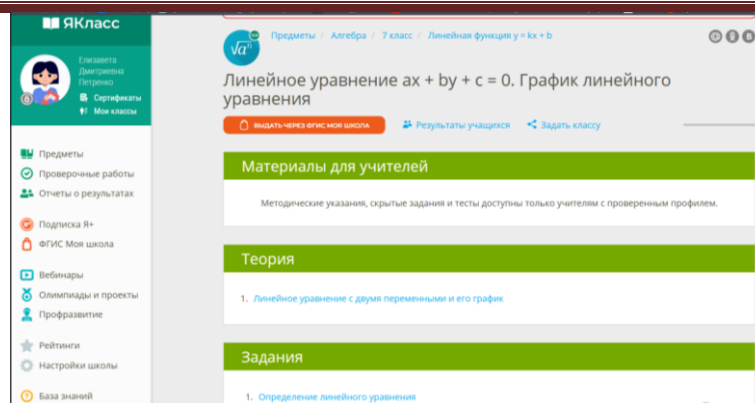 ЯКласс
Елизавета
Дмитриевна
Петренко
Сертификаты
Мои классы
Предметы
Проверочные работы
Отчеты о результатах
Подписка Я+
ФГИС Моя школа
Вебинары
Олимпиады и проекты
Профразвитие
Рейтинги
Настройки школы
База знаний
√aⁿ
Предметы / Алгебра / 7 класс / Линейная функция y = kx + b
Линейное уравнение ax + by + c = 0. График линейного
уравнения
ВЫДАТЬ ЧЕРЕЗ ФГИС МОЯ ШКОЛА
Результаты учащихся
Задать классу
Материалы для учителей
Методические указания, скрытые задания и тесты доступны только учителям с проверенным профилем.
Теория
1. Линейное уравнение с двумя переменными и его график
Задания
1. Определение линейного уравнения